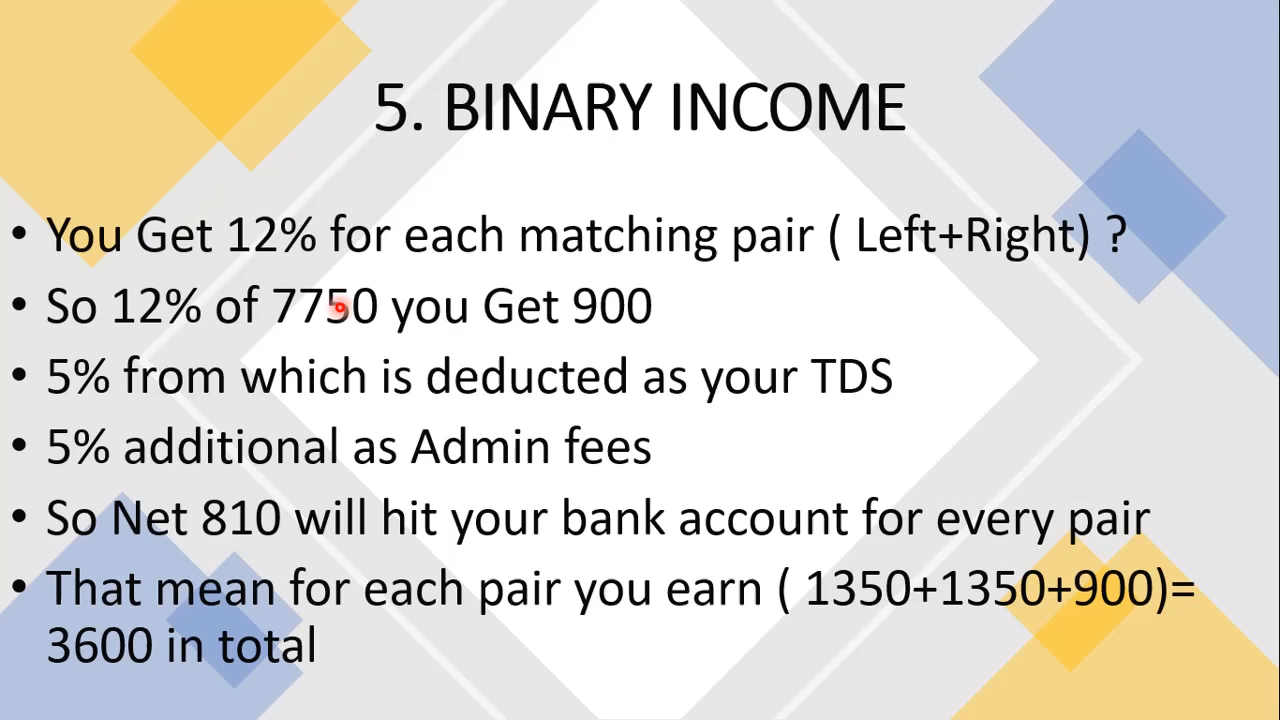 5. BINARY INCOME
• You Get 12% for each matching pair ( Left+Right) ?
• So 12% of 7750 you Get 900
• 5% from which is deducted as your TDS
• 5% additional as Admin fees
• So Net 810 will hit your bank account for every pair
• That mean for each pair you earn ( 1350+1350+900)=
3600 in total